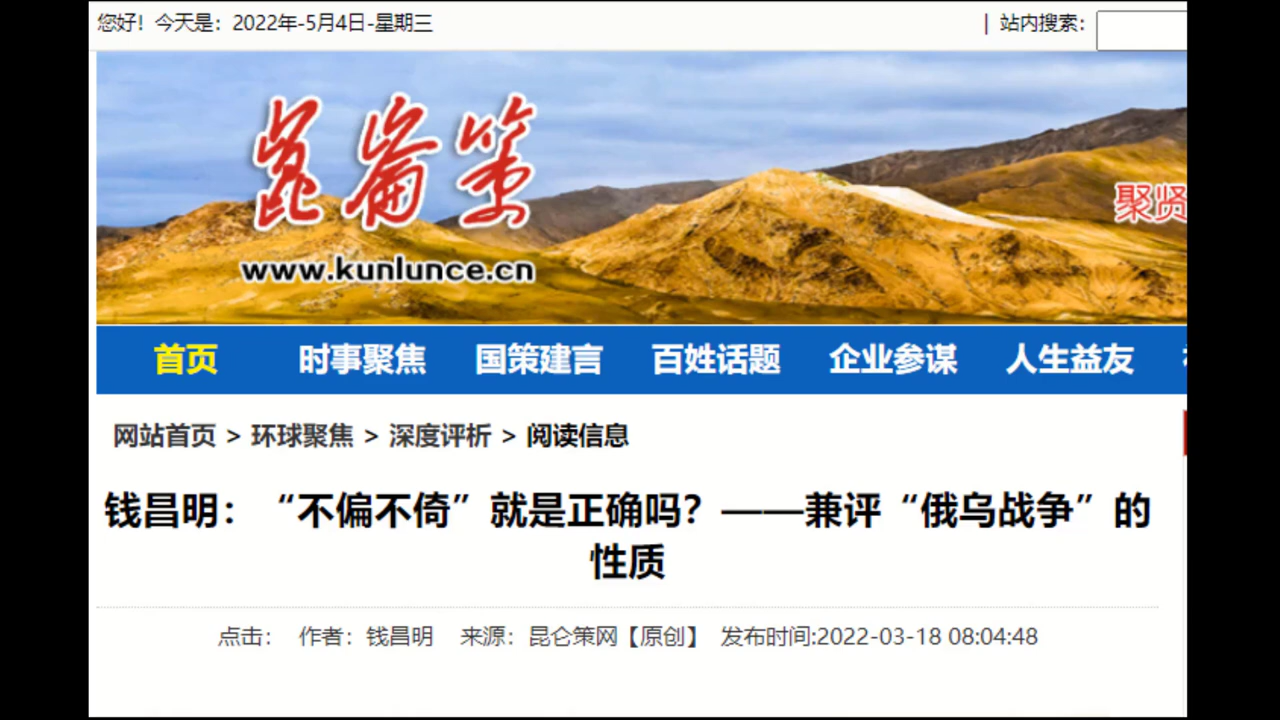 您好！今天是：2022年-5月4日-星期三
| 站内搜索：
昆仑策
聚贤
www.kunlunce.cn
首页 时事聚焦 国策建言 百姓话题 企业参谋 人生益友
网站首页 > 环球聚焦 > 深度评析 > 阅读信息
钱昌明：“不偏不倚”就是正确吗？——兼评“俄乌战争”的
性质
点击： 作者：钱昌明 来源：昆仑策网【原创】 发布时间:2022-03-18 08:04:48